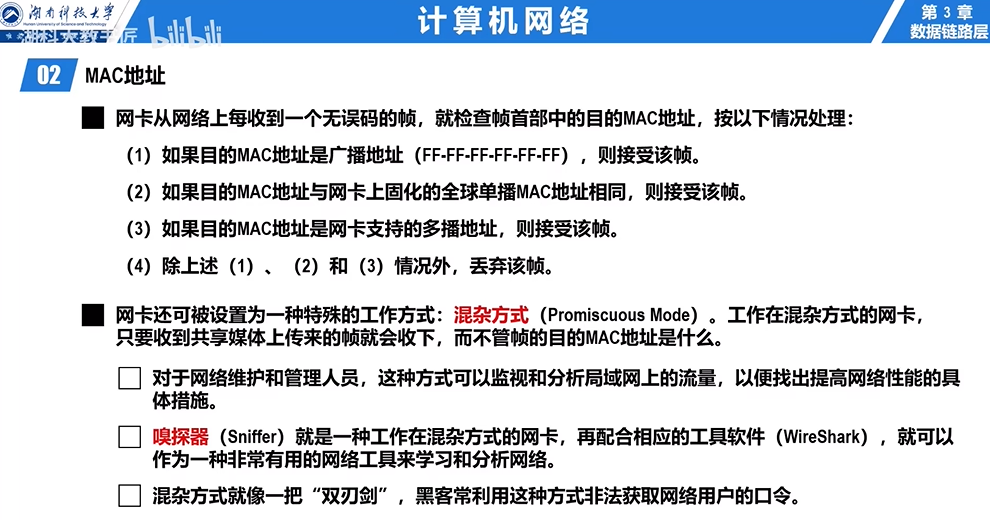 湖南科技大学
Hunan University of Science and Technology
湖科大教书匠 bilibili
计算机网络
第 3 章
数据链路层
02 MAC地址
网卡从网络上每收到一个无误码的帧，就检查帧首部中的目的MAC地址，按以下情况处理：
（1）如果目的MAC地址是广播地址（FF-FF-FF-FF-FF-FF），则接受该帧。
（2）如果目的MAC地址与网卡上固化的全球单播MAC地址相同，则接受该帧。
（3）如果目的MAC地址是网卡支持的多播地址，则接受该帧。
（4）除上述（1）、（2）和（3）情况外，丢弃该帧。
网卡还可被设置为一种特殊的工作方式：混杂方式（Promiscuous Mode）。工作在混杂方式的网卡，
只要收到共享媒体上传来的帧就会收下，而不管帧的目的MAC地址是什么。
对于网络维护和管理人员，这种方式可以监视和分析局域网上的流量，以便找出提高网络性能的具
体措施。
嗅探器（Sniffer）就是一种工作在混杂方式的网卡，再配合相应的工具软件（WireShark），就可以
作为一种非常有用的网络工具来学习和分析网络。
混杂方式就像一把“双刃剑”，黑客常利用这种方式非法获取网络用户的口令。